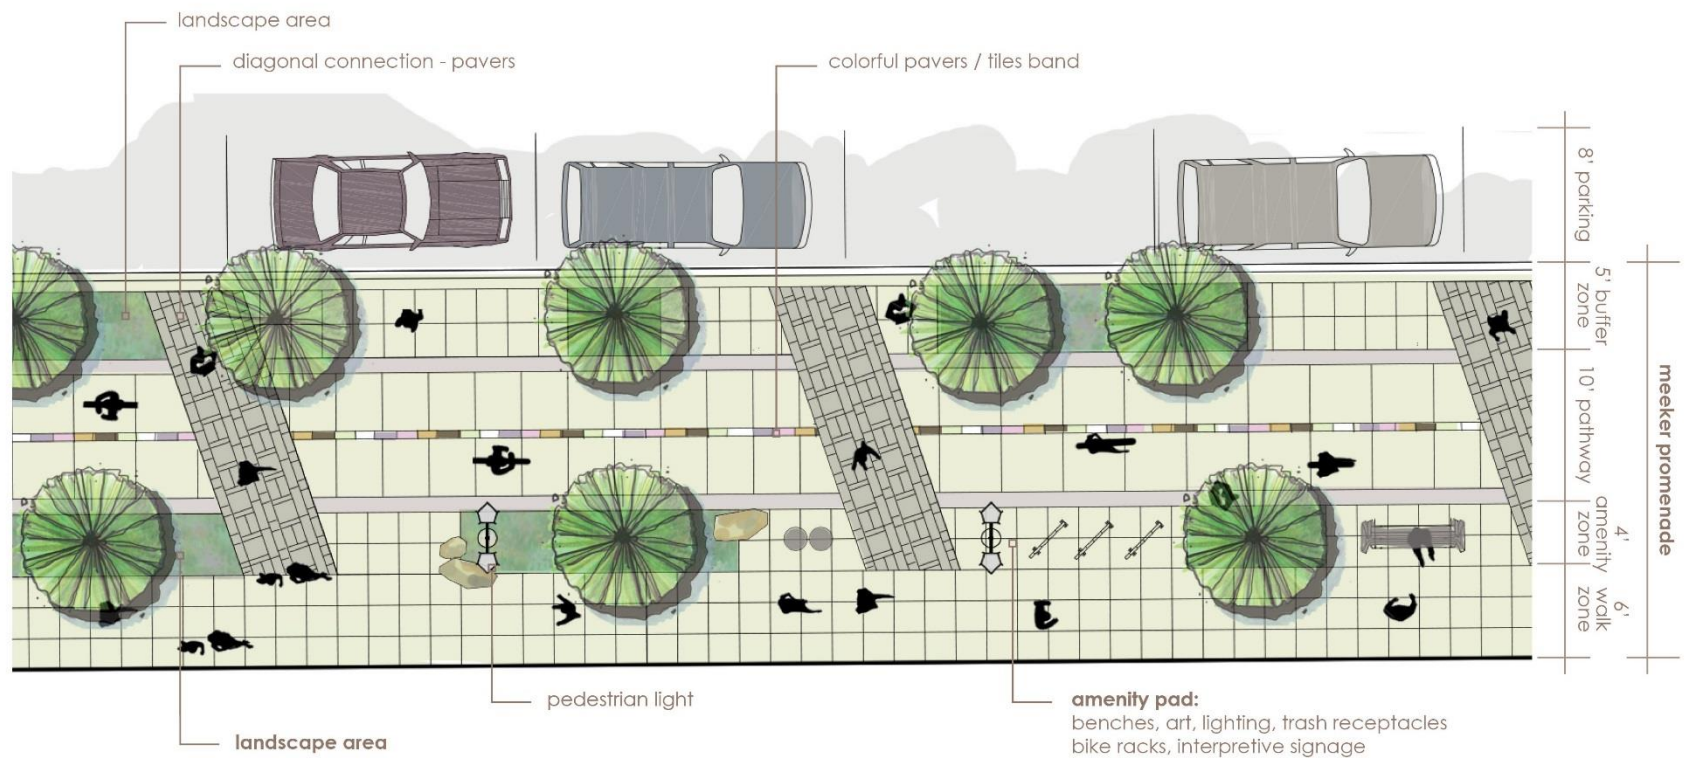 landscape area
diagonal connection - pavers
colorful pavers / tiles band
8' parking
5' buffer
zone
10' pathway
4'
amenity
zone
6'
walk
zone
meeker promenade
pedestrian light
landscape area
amenity pad:
benches, art, lighting, trash receptacles
bike racks, interpretive signage